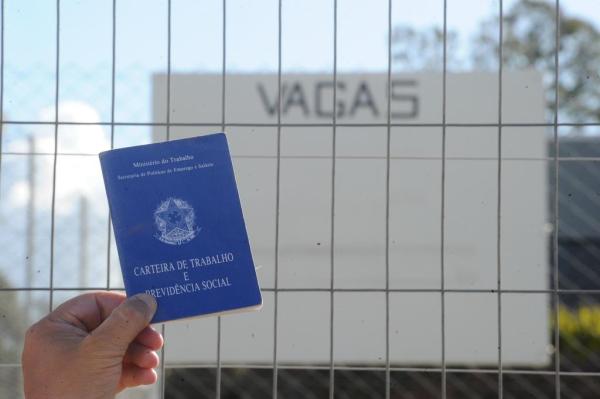 VAGAS
Ministério do Trabalho
Secretaria de Políticas de Emprego e Salário
CARTEIRA DE TRABALHO
E
PREVIDÊNCIA SOCIAL